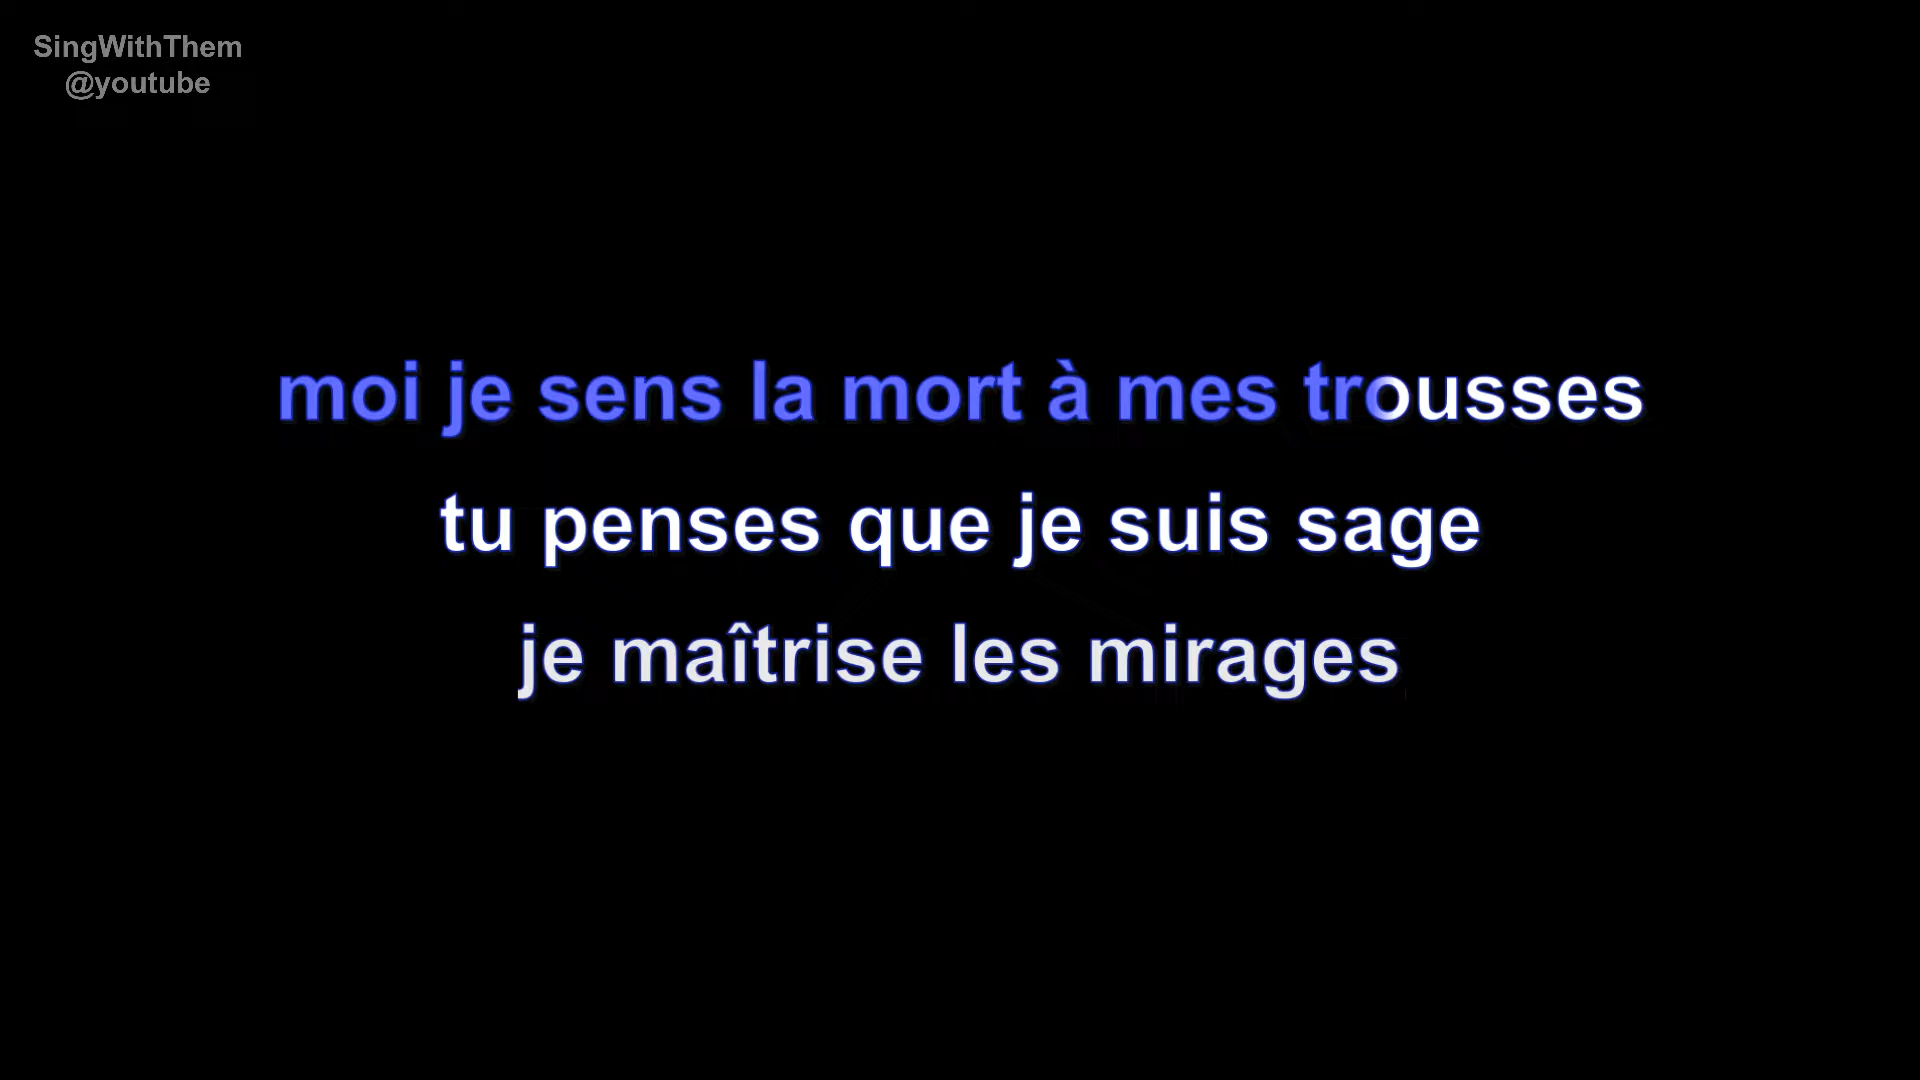 SingWithThem
@youtube
moi je sens la mort à mes trousses
tu penses que je suis sage
je maîtrise les mirages